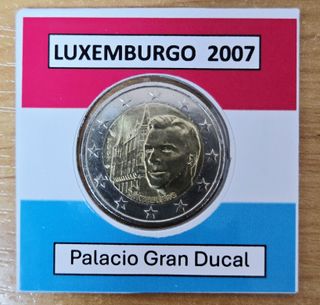 LUXEMBURGO 2007
Palacio Gran Ducal